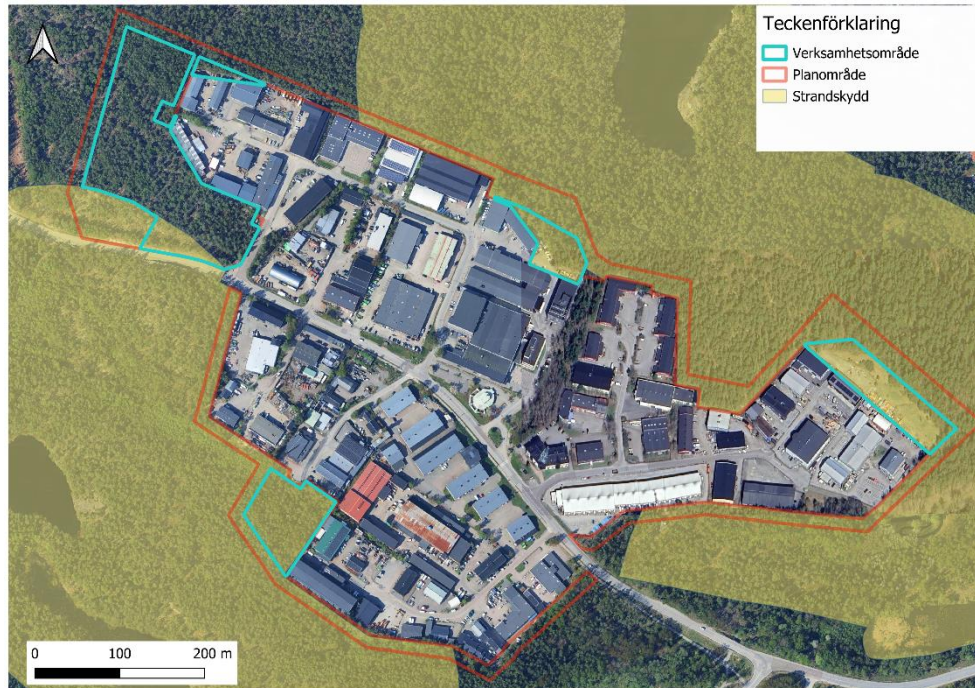 Teckenförklaring
Verksamhetsområde
Planområde
Strandskydd
0 100 200 m